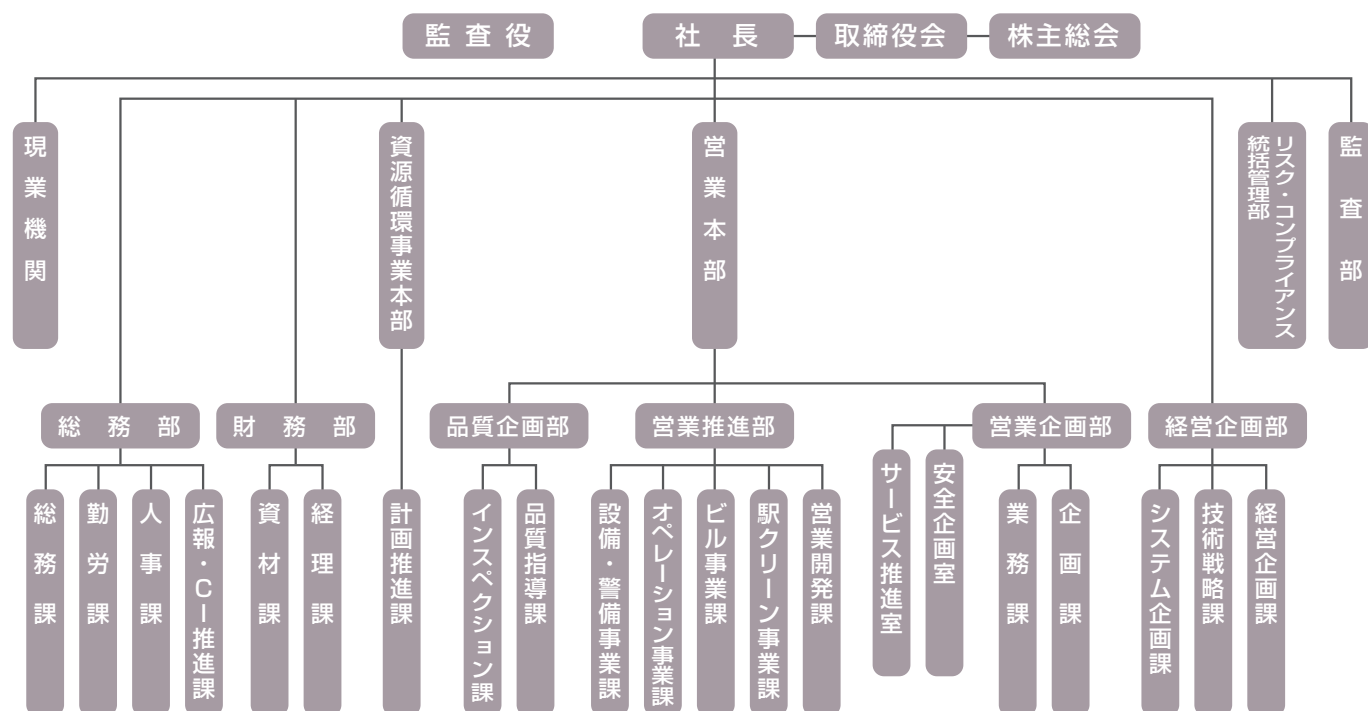 監査役
社長
取締役会
株主総会
現業機関
資源循環事業本部
営業本部
リスク・コンプライアンス
統括管理部
監査部
総務部
財務部
品質企画部
営業推進部
営業企画部
経営企画部
総務課
勤労課
人事課
広報・CI推進課
資材課
経理課
計画推進課
インスペクション課
品質指導課
設備・警備事業課
オペレーション事業課
ビル事業課
駅クリーン事業課
営業開発課
サービス推進室
安全企画室
業務課
企画課
システム企画課
技術戦略課
経営企画課